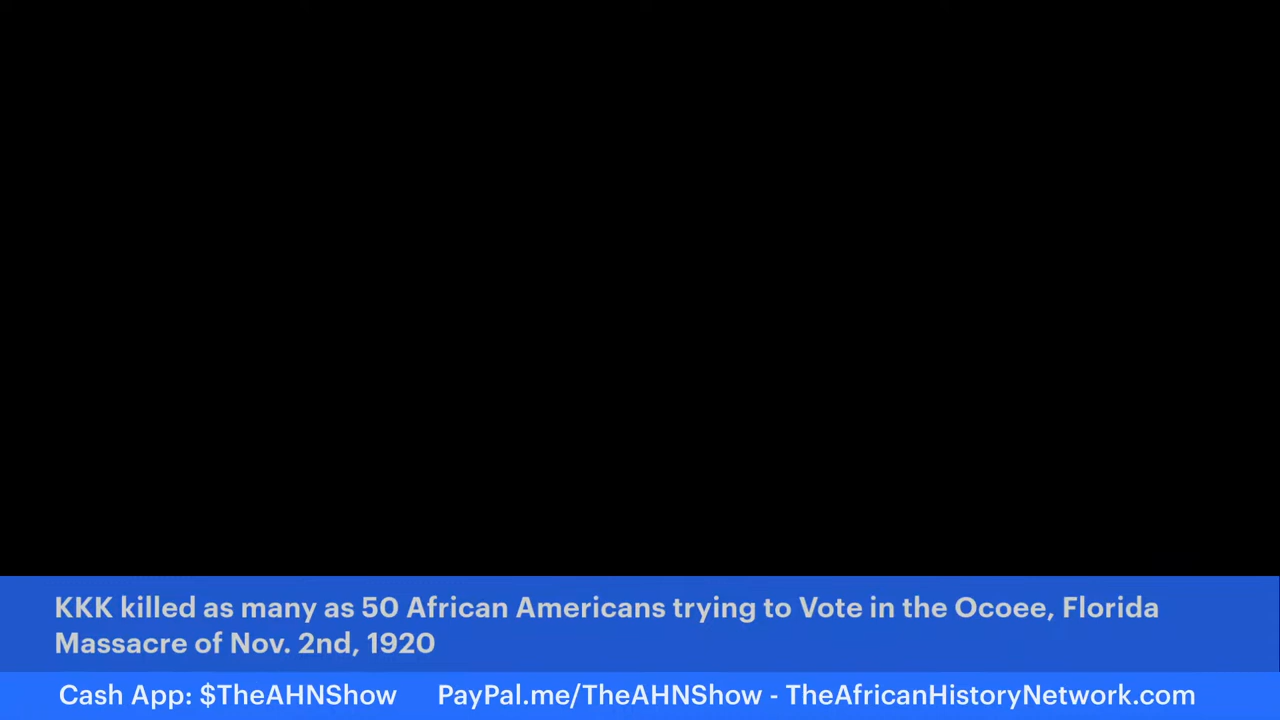 KKK killed as many as 50 African Americans trying to Vote in the Ocoee, Florida
Massacre of Nov. 2nd, 1920
Cash App: $TheAHNShow PayPal.me/TheAHNShow - TheAfricanHistoryNetwork.com